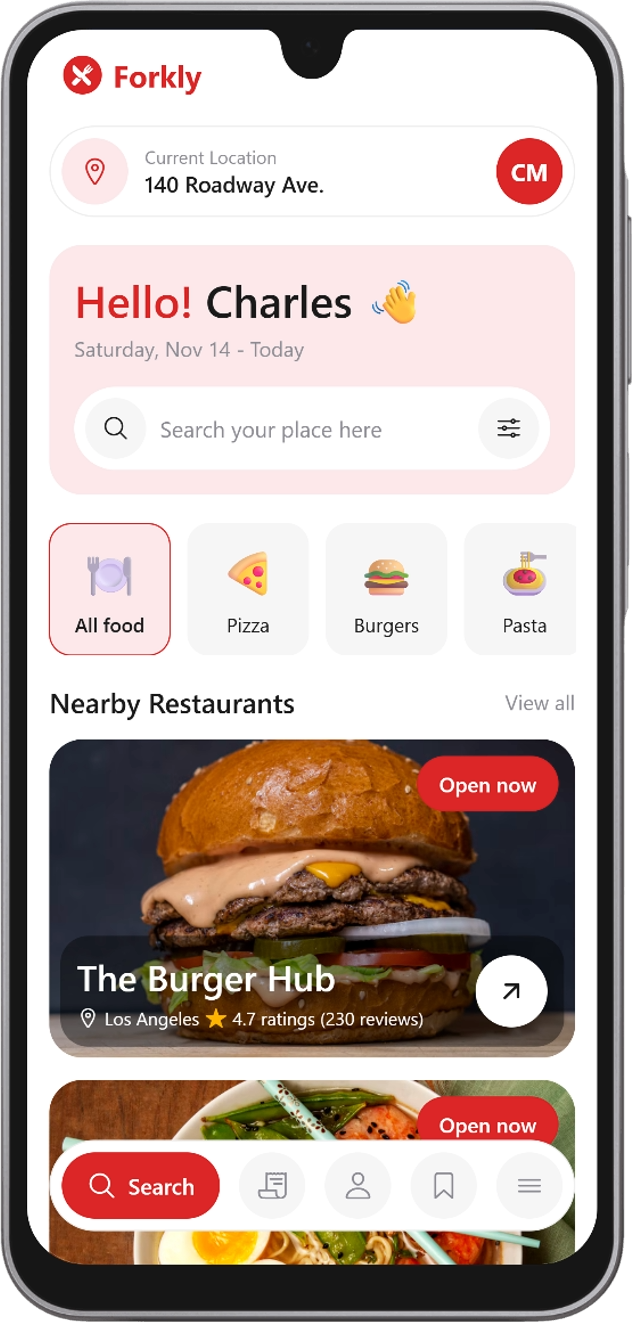 Forkly
Current Location
140 Roadway Ave.
CM
Hello! Charles 👋
Saturday, Nov 14 - Today
Search your place here
All food
Pizza
Burgers
Pasta
Nearby Restaurants
View all
Open now
The Burger Hub
Los Angeles ⭐ 4.7 ratings (230 reviews)
Open now
Search